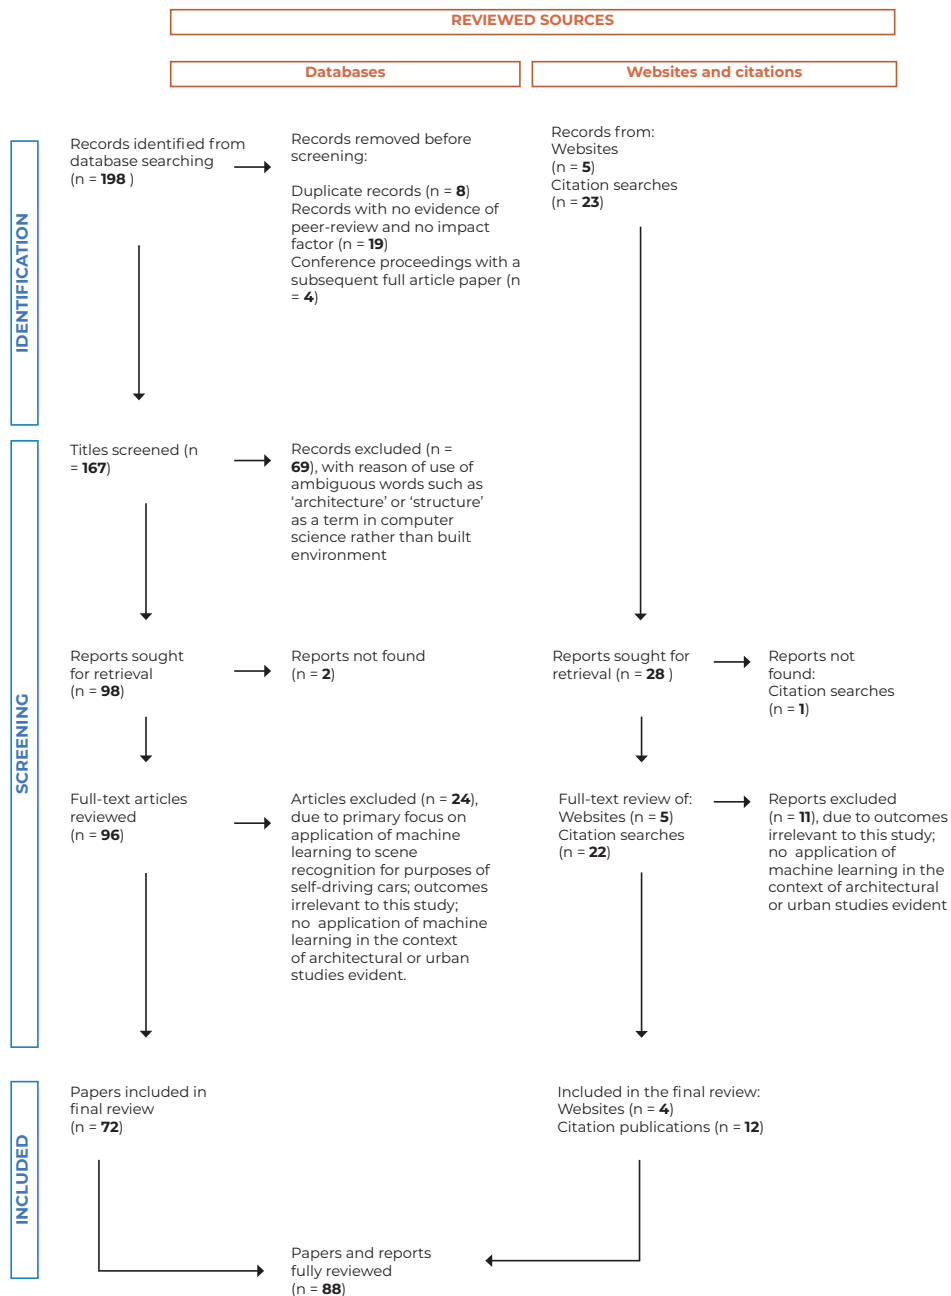 REVIEWED SOURCES
Databases
Websites and citations
IDENTIFICATION
Records identified from
database searching
(n = 198 )
Records removed before
screening:
Duplicate records (n = 8)
Records with no evidence of
peer-review and no impact
factor (n = 19)
Conference proceedings with a
subsequent full article paper (n
= 4)
Records from:
Websites
(n = 5)
Citation searches
(n = 23)
SCREENING
Titles screened (n
= 167)
Records excluded (n =
69), with reason of use of
ambiguous words such as
‘architecture’ or ‘structure’
as a term in computer
science rather than built
environment
Reports sought
for retrieval
(n = 98)
Reports not found
(n = 2)
Reports sought for
retrieval (n = 28 )
Reports not
found:
Citation searches
(n = 1)
Full-text articles
reviewed
(n = 96)
Articles excluded (n = 24),
due to primary focus on
application of machine
learning to scene
recognition for purposes of
self-driving cars; outcomes
irrelevant to this study;
no application of machine
learning in the context
of architectural or urban
studies evident.
Full-text review of:
Websites (n = 5)
Citation searches
(n = 22)
Reports excluded
(n = 11), due to outcomes
irrelevant to this study;
no application of
machine learning in the
context of architectural
or urban studies evident
INCLUDED
Papers included in
final review
(n = 72)
Included in the final review:
Websites (n = 4)
Citation publications (n = 12)
Papers and reports
fully reviewed
(n = 88)